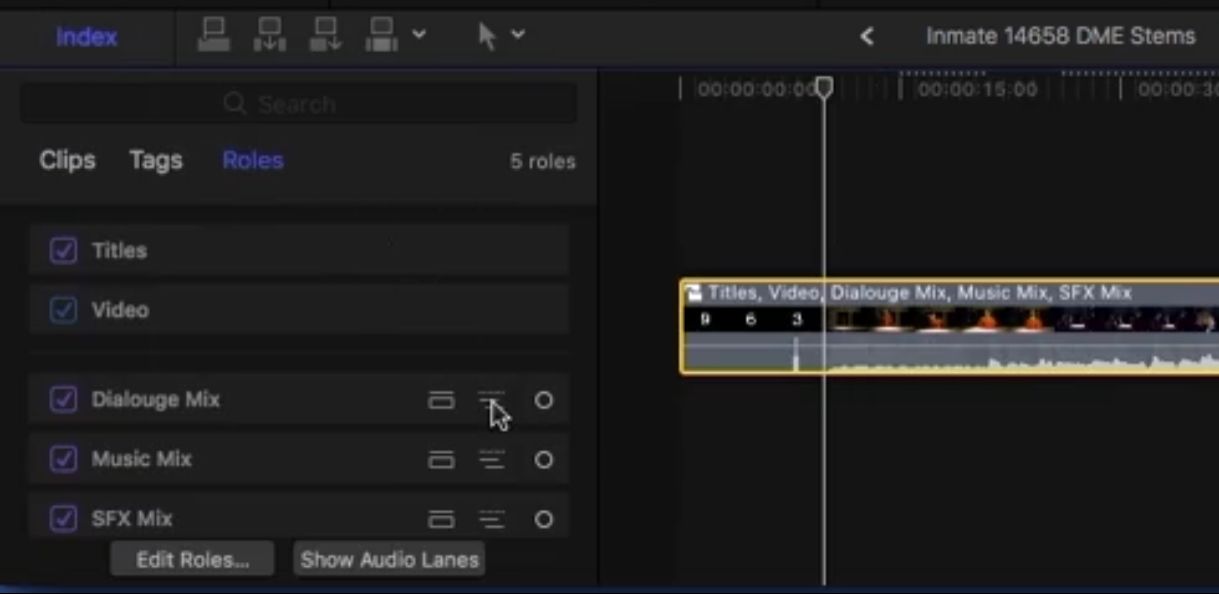 Index
Inmate 14658 DME Stems
00:00:00:00
00:00:15:00
00:00:30
Search
Clips Tags Roles 5 roles
Titles
Video
Titles, Video, Dialouge Mix, Music Mix, SFX Mix
9 6 3
Dialouge Mix
Music Mix
SFX Mix
Edit Roles... Show Audio Lanes